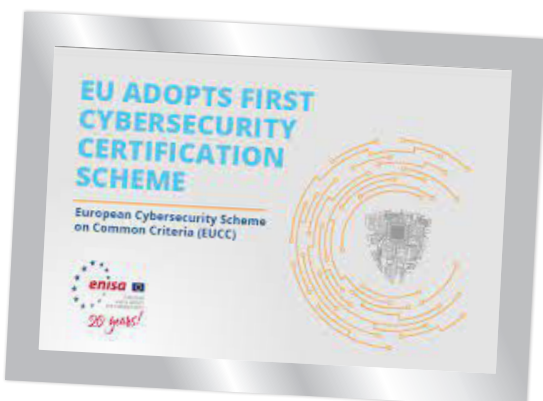 EU ADOPTS FIRST
CYBERSECURITY
CERTIFICATION
SCHEME
European Cybersecurity Scheme
on Common Criteria (EUCC)
enisa
20 years!